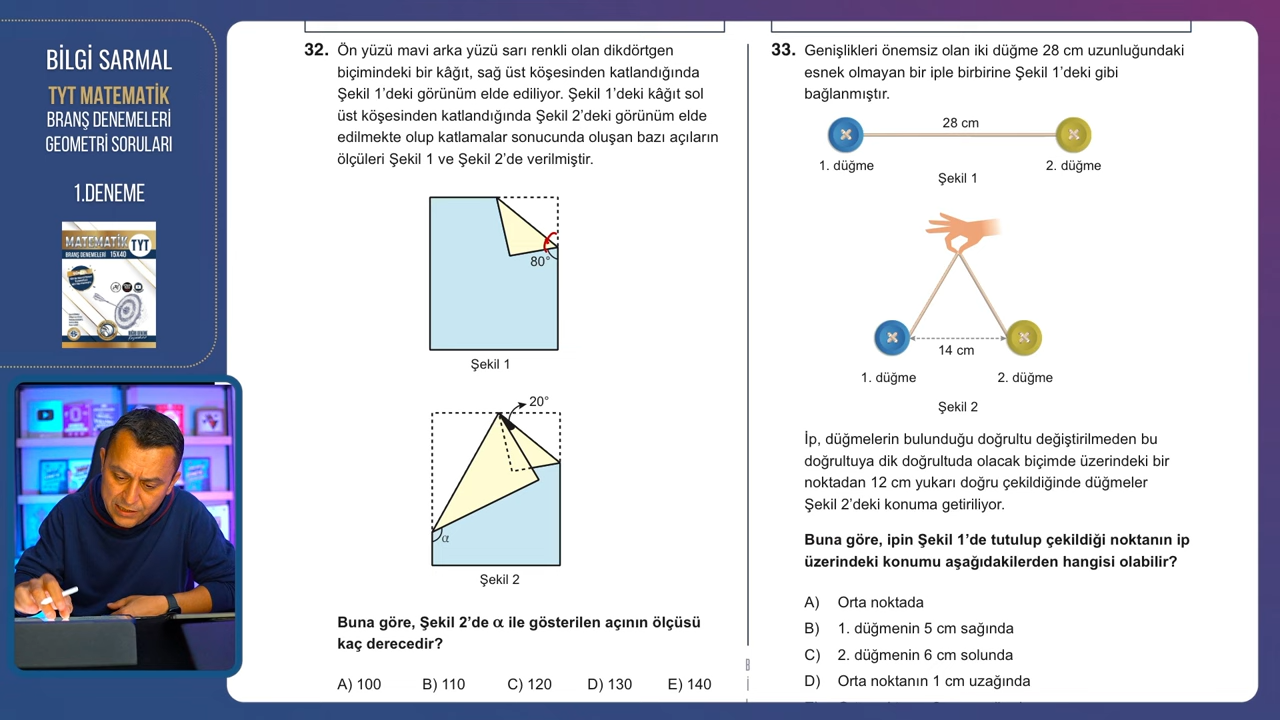 BİLGİ SARMAL
TYT MATEMATİK
BRANŞ DENEMELERİ
GEOMETRİ SORULARI
1.DENEME
MATEMATİK TYT
BRANŞ DENEMELERİ 15X40
32. Ön yüzü mavi arka yüzü sarı renkli olan dikdörtgen
biçimindeki bir kâğıt, sağ üst köşesinden katlandığında
Şekil 1'deki görünüm elde ediliyor. Şekil 1'deki kâğıt sol
üst köşesinden katlandığında Şekil 2'deki görünüm elde
edilmekte olup katlamalar sonucunda oluşan bazı açıların
ölçüleri Şekil 1 ve Şekil 2'de verilmiştir.
80°
Şekil 1
20°
α
Şekil 2
Buna göre, Şekil 2'de α ile gösterilen açının ölçüsü
kaç derecedir?
A) 100 B) 110 C) 120 D) 130 E) 140
33. Genişlikleri önemsiz olan iki düğme 28 cm uzunluğundaki
esnek olmayan bir iple birbirine Şekil 1'deki gibi
bağlanmıştır.
28 cm
1. düğme 2. düğme
Şekil 1
14 cm
1. düğme 2. düğme
Şekil 2
İp, düğmelerin bulunduğu doğrultu değiştirilmeden bu
doğrultuya dik doğrultuda olacak biçimde üzerindeki bir
noktadan 12 cm yukarı doğru çekildiğinde düğmeler
Şekil 2'deki konuma getiriliyor.
Buna göre, ipin Şekil 1'de tutulup çekildiği noktanın ip
üzerindeki konumu aşağıdakilerden hangisi olabilir?
A) Orta noktada
B) 1. düğmenin 5 cm sağında
C) 2. düğmenin 6 cm solunda
D) Orta noktanın 1 cm uzağında